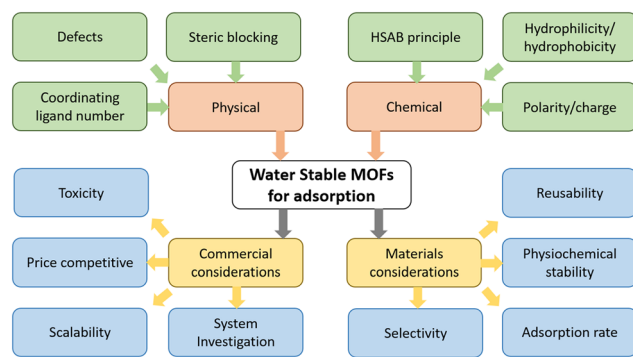 Defects
Steric blocking
HSAB principle
Hydrophilicity/
hydrophobicity
Coordinating
ligand number
Physical
Chemical
Polarity/charge
Water Stable MOFs
for adsorption
Toxicity
Reusability
Price competitive
Commercial
considerations
Materials
considerations
Physiochemical
stability
Scalability
System
Investigation
Selectivity
Adsorption rate